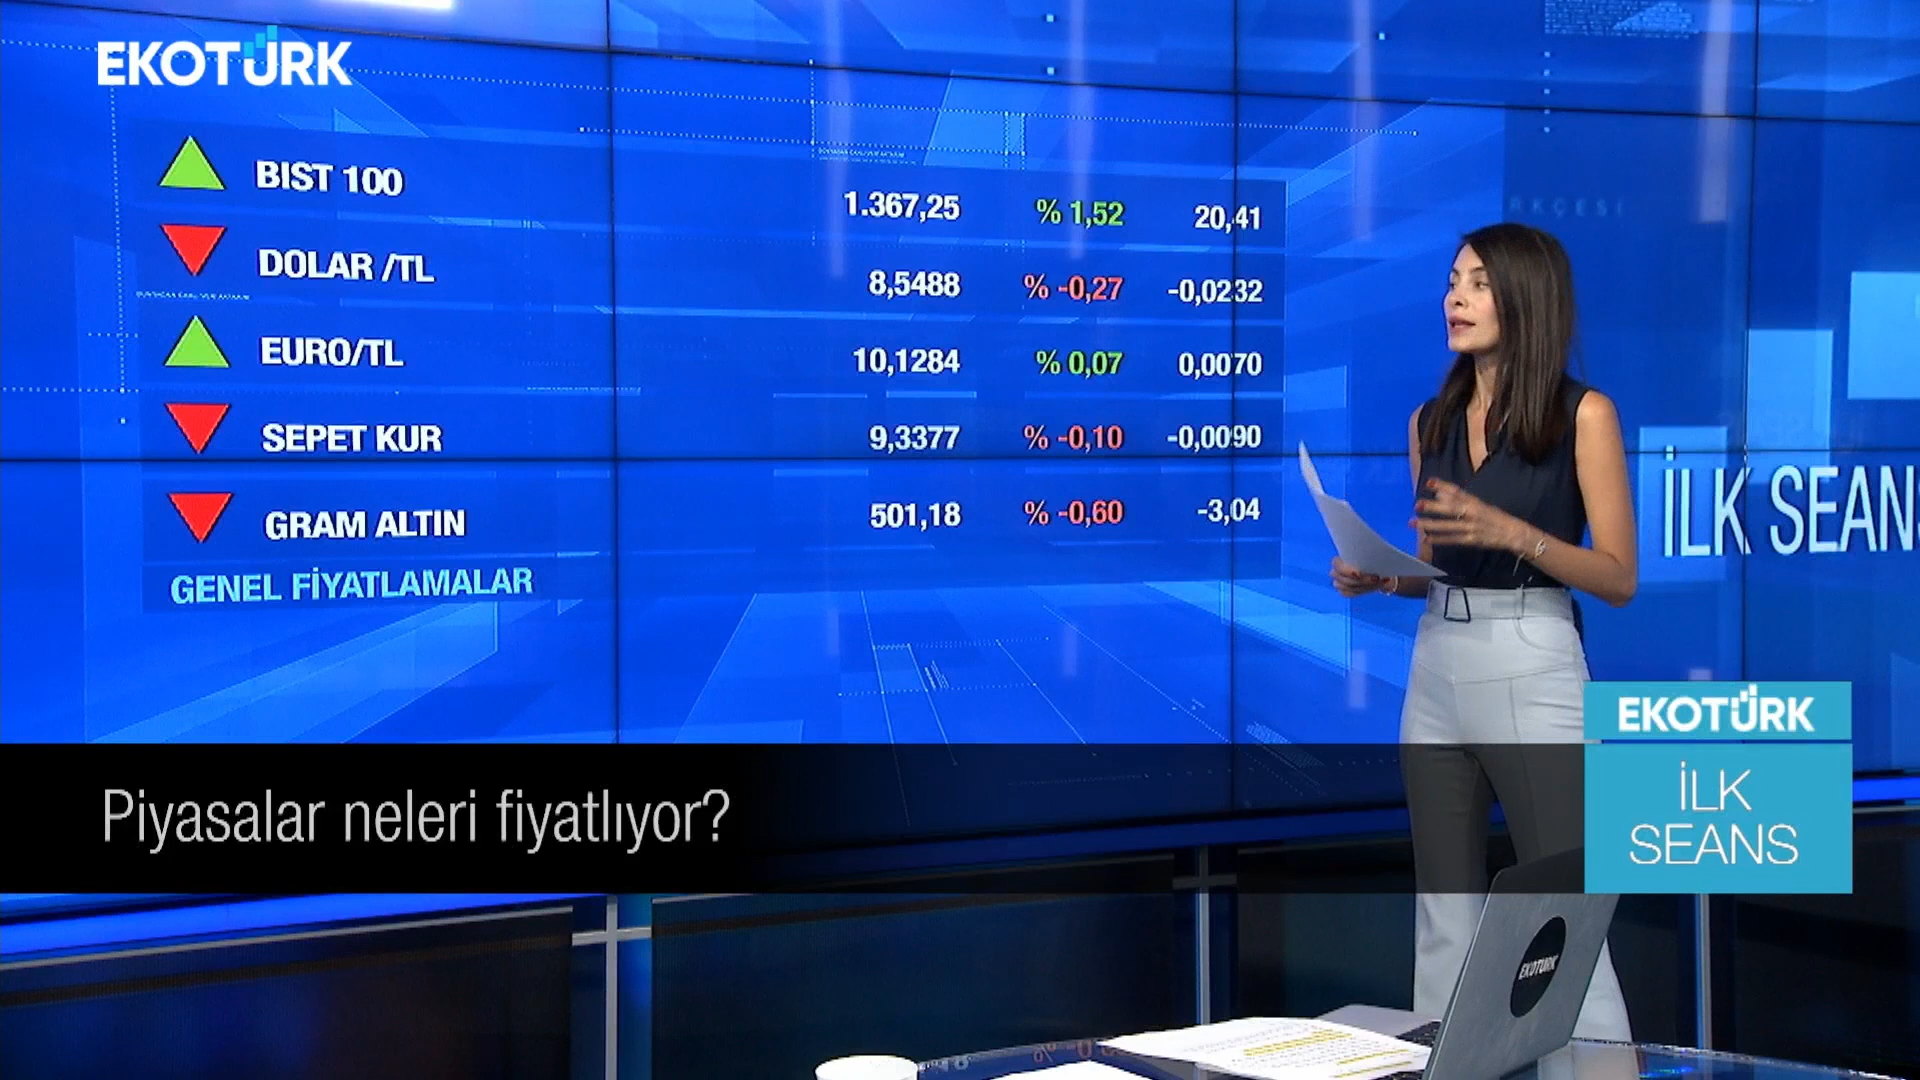 EKOTÜRK
BIST 100 1.367,25 % 1,52 20,41
DOLAR /TL 8,5488 % -0,27 -0,0232
EURO/TL 10,1284 % 0,07 0,0070
SEPET KUR 9,3377 % -0,10 -0,0090
GRAM ALTIN 501,18 % -0,60 -3,04
GENEL FİYATLAMALAR
İLK SEANS
EKOTÜRK
İLK
SEANS
Piyasalar neleri fiyatlıyor?
EKOTÜRK